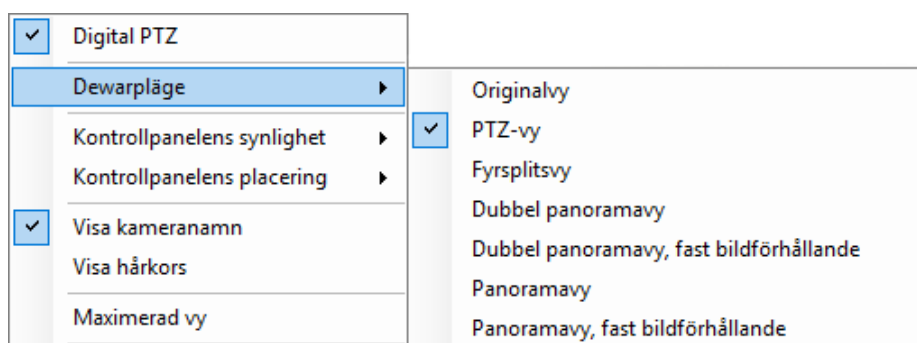 Digital PTZ
Dewarpläge
Kontrollpanelens synlighet
Kontrollpanelens placering
Visa kameranamn
Visa hårkors
Maximerad vy
Originalvy
PTZ-vy
Fyrsplitsvy
Dubbel panoramavy
Dubbel panoramavy, fast bildförhållande
Panoramavy
Panoramavy, fast bildförhållande